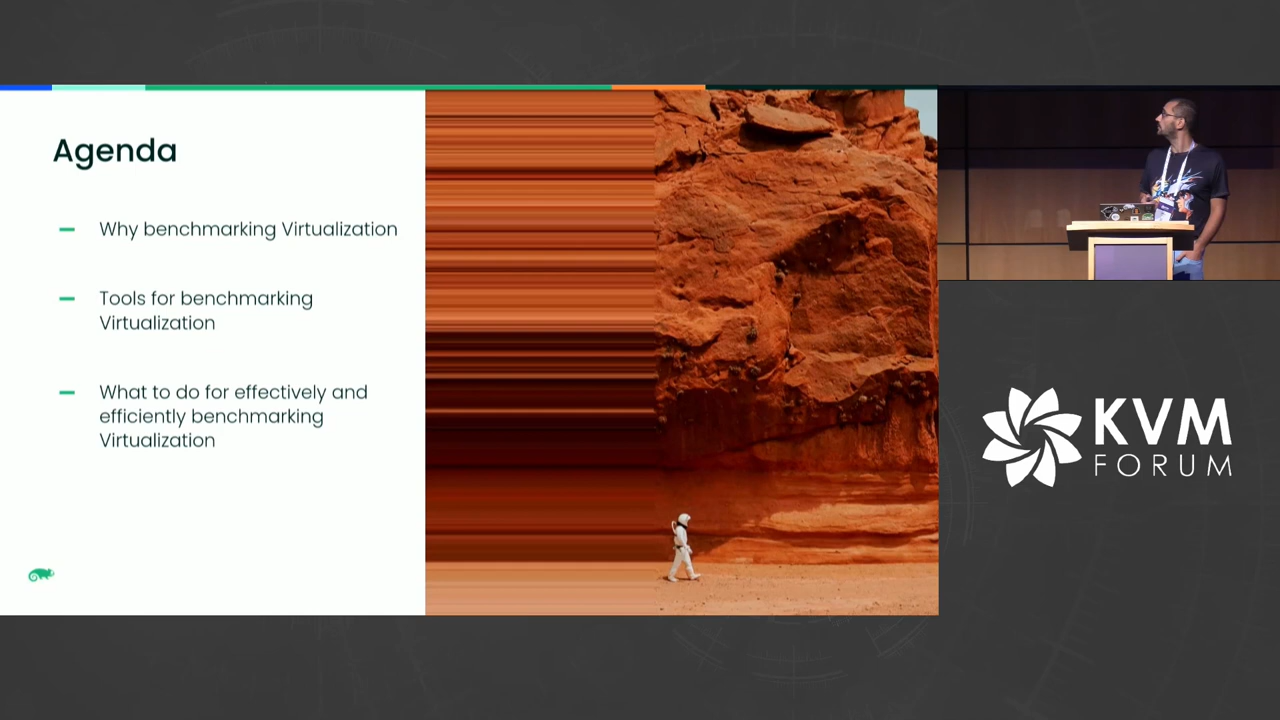 Agenda
Why benchmarking Virtualization
Tools for benchmarking
Virtualization
What to do for effectively and
efficiently benchmarking
Virtualization
KVM
FORUM